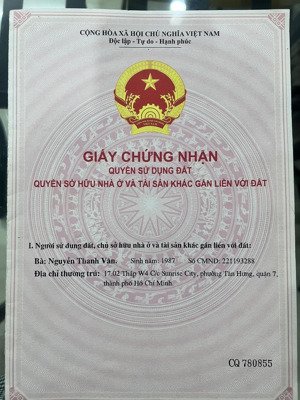 CỘNG HÒA XÃ HỘI CHỦ NGHĨA VIỆT NAM
Độc lập - Tự do - Hạnh phúc
GIẤY CHỨNG NHẬN
QUYỀN SỬ DỤNG ĐẤT
QUYỀN SỞ HỮU NHÀ Ở VÀ TÀI SẢN KHÁC GẮN LIỀN VỚI ĐẤT
I. Người sử dụng đất, chủ sở hữu nhà ở và tài sản khác gắn liền với đất:
Bà: Nguyễn Thanh Vân. Sinh năm: 1987 Số CMND: 221193288
Địa chỉ thường trú: 17.02 Tháp W4 C/c Sunrise City, phường Tân Hưng, quận 7,
thành phố Hồ Chí Minh.
CQ 780855